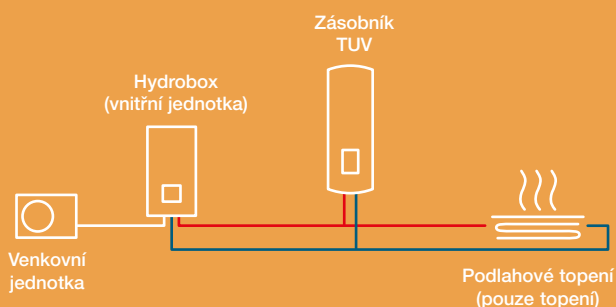 Zásobník
TUV
Hydrobox
(vnitřní jednotka)
Venkovní
jednotka
Podlahové topení
(pouze topení)